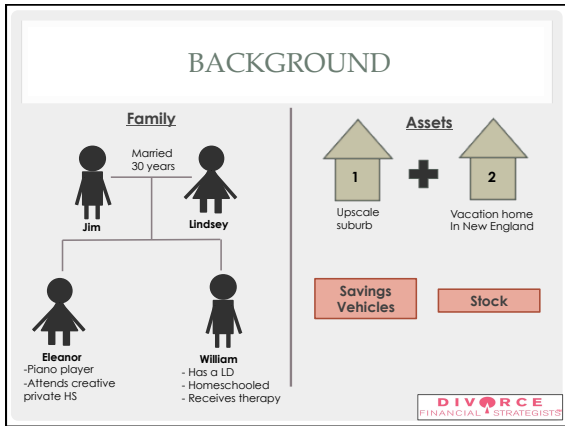 BACKGROUND
Family
Married
30 years
Jim
Lindsey
Eleanor
-Piano player
-Attends creative
private HS
William
- Has a LD
- Homeschooled
- Receives therapy
Assets
1
2
Upscale
suburb
Vacation home
In New England
Savings
Vehicles
Stock
DIVORCE
FINANCIAL STRATEGISTS